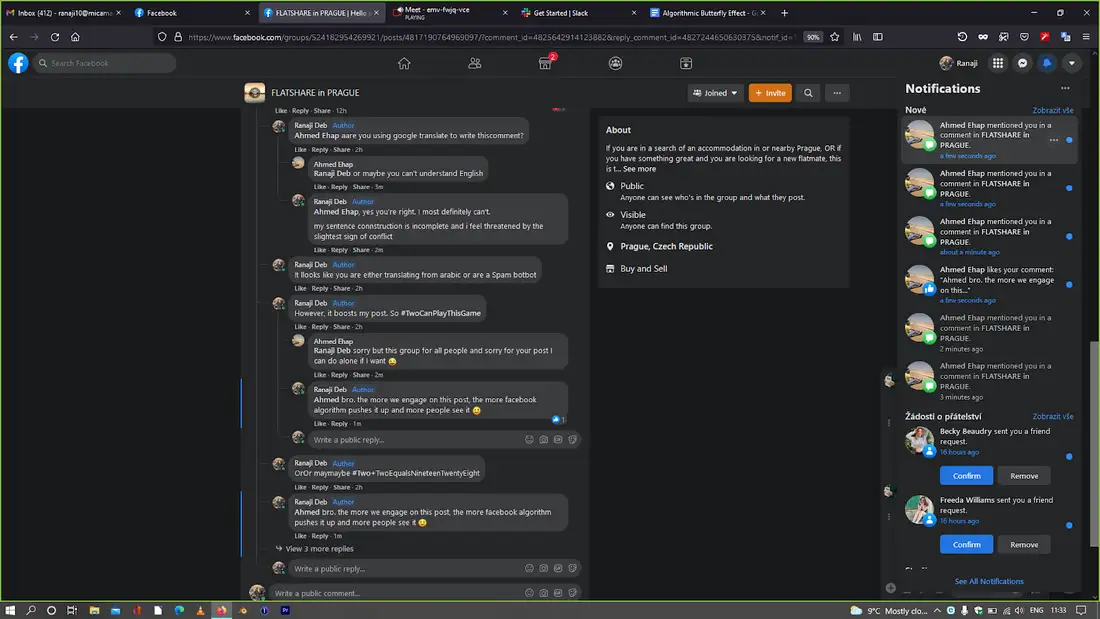 Inbox (412) - ranaji10@micamai
Facebook
FLATSHARE in PRAGUE | Hello p
Meet - emv-fwjq-vce
PLAYING
Get Started | Slack
Algorithmic Butterfly Effect - Go
https://www.facebook.com/groups/524182954269921/posts/4817190764969097/?comment_id=4825642914123882&reply_comment_id=4827244650630375&notif_id=1
90%
Search Facebook
2
Ranaji
FLATSHARE in PRAGUE
Joined
+ Invite
Like · Reply · Share · 12h
Ranaji Deb Author
Ahmed Ehap aare you using google translate to write thiscomment?
Like · Reply · Share · 2h
Ahmed Ehap
Ranaji Deb or maybe you can't understand English
Like · Reply · Share · 3m
Ranaji Deb Author
Ahmed Ehap, yes you're right. I most definitely can't.
my sentence connstruction is incomplete and i feel threatened by the
slightest sign of conflict
Like · Reply · Share · 2m
Ranaji Deb Author
It llooks like you are either translating from arabic or are a Spam botbot
Like · Reply · Share · 2h
Ranaji Deb Author
However, it boosts my post. So #TwoCanPlayThisGame
Like · Reply · Share · 2h
Ahmed Ehap
Ranaji Deb sorry but this group for all people and sorry for your post I
can do alone if I want 😂
Like · Reply · Share · 2m
Ranaji Deb Author
Ahmed bro. the more we engage on this post, the more facebook
algorithm pushes it up and more people see it 😉
Like · Reply · 1m
1
Write a public reply...
Ranaji Deb Author
OrOr maymaybe #Two+TwoEqualsNineteenTwentyEight
Like · Reply · Share · 2h
Ranaji Deb Author
Ahmed bro. the more we engage on this post, the more facebook algorithm
pushes it up and more people see it 😉
Like · Reply · 1m
View 3 more replies
Write a public reply...
Write a public comment...
About
If you are in a search of an accommodation in or nearby Prague, OR if
you have something great and you are looking for a new flatmate, this
is t... See more
Public
Anyone can see who's in the group and what they post.
Visible
Anyone can find this group.
Prague, Czech Republic
Buy and Sell
Notifications
Nové
Zobrazit vše
Ahmed Ehap mentioned you in a
comment in FLATSHARE in
PRAGUE.
a few seconds ago
Ahmed Ehap mentioned you in a
comment in FLATSHARE in
PRAGUE.
a few seconds ago
Ahmed Ehap mentioned you in a
comment in FLATSHARE in
PRAGUE.
about a minute ago
Ahmed Ehap likes your comment:
"Ahmed bro. the more we engage
on this..."
a few seconds ago
Ahmed Ehap mentioned you in a
comment in FLATSHARE in
PRAGUE.
2 minutes ago
Ahmed Ehap mentioned you in a
comment in FLATSHARE in
PRAGUE.
3 minutes ago
Žádosti o přátelství
Zobrazit vše
Becky Beaudry sent you a friend
request.
16 hours ago
Confirm
Remove
Freeda Williams sent you a friend
request.
16 hours ago
Confirm
Remove
See All Notifications
9°C Mostly clo...
ENG
11:33